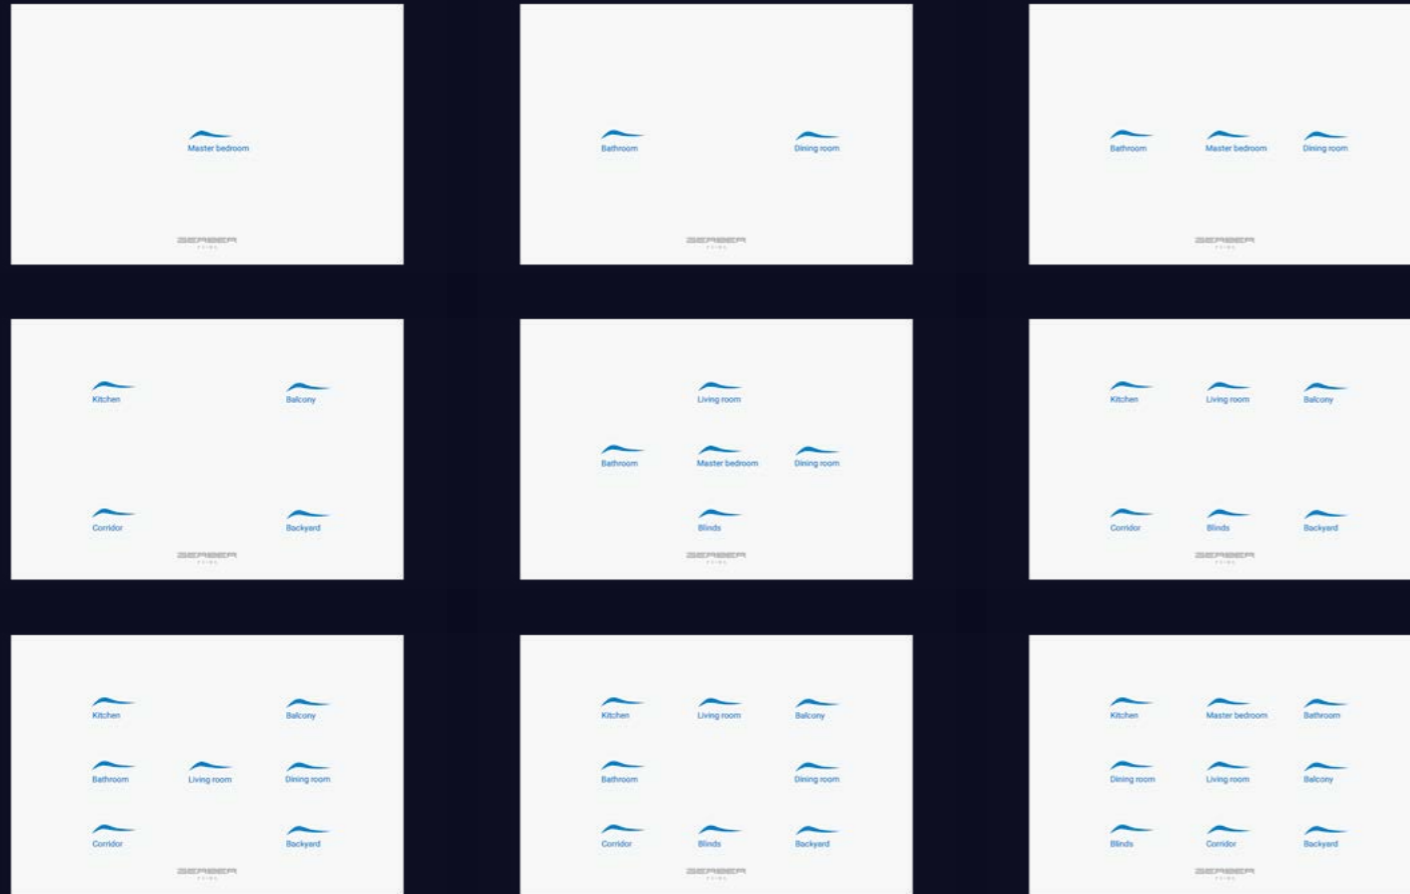 Master bedroom
Bathroom Dining room
Bathroom Master bedroom Dining room
Kitchen Balcony
Corridor Backyard
Living room
Bathroom Master bedroom Dining room
Blinds
Kitchen Living room Balcony
Corridor Blinds Backyard
Kitchen Balcony
Bathroom Living room Dining room
Corridor Backyard
Kitchen Living room Balcony
Bathroom Dining room
Corridor Blinds Backyard
Kitchen Master bedroom Bathroom
Dining room Living room Balcony
Blinds Corridor Backyard